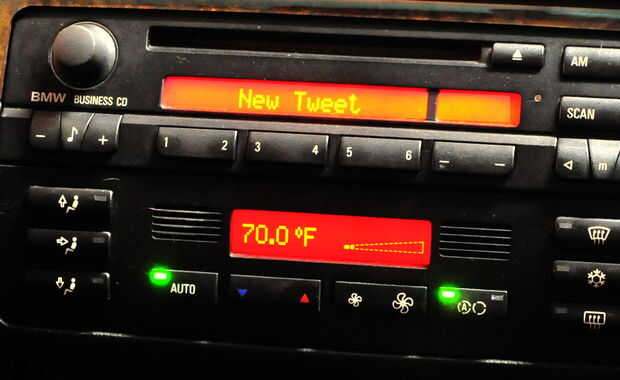 AM
New Tweet
BMW BUSINESS CD
SCAN
− +
1 2 3 4 5 6
m
70.0 °F
AUTO
A